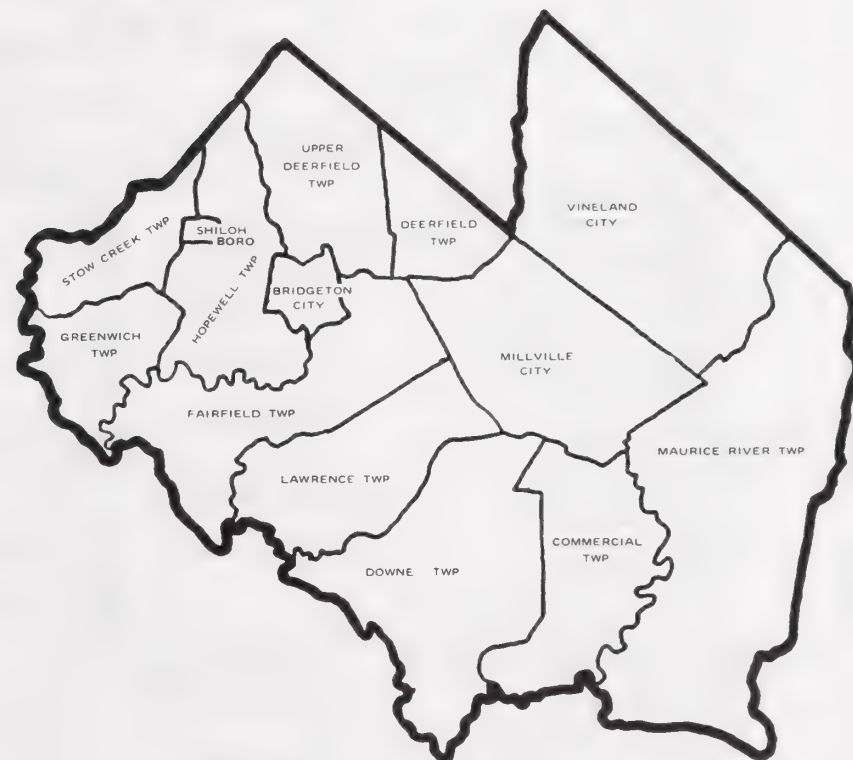 UPPER
DEERFIELD
TWP
DEERFIELD
TWP
VINELAND
CITY
STOW CREEK TWP
SHILOH
BORO
HOPEWELL TWP
BRIDGETON
CITY
GREENWICH
TWP
MILLVILLE
CITY
FAIRFIELD TWP
LAWRENCE TWP
MAURICE RIVER TWP
COMMERCIAL
TWP
DOWNE TWP